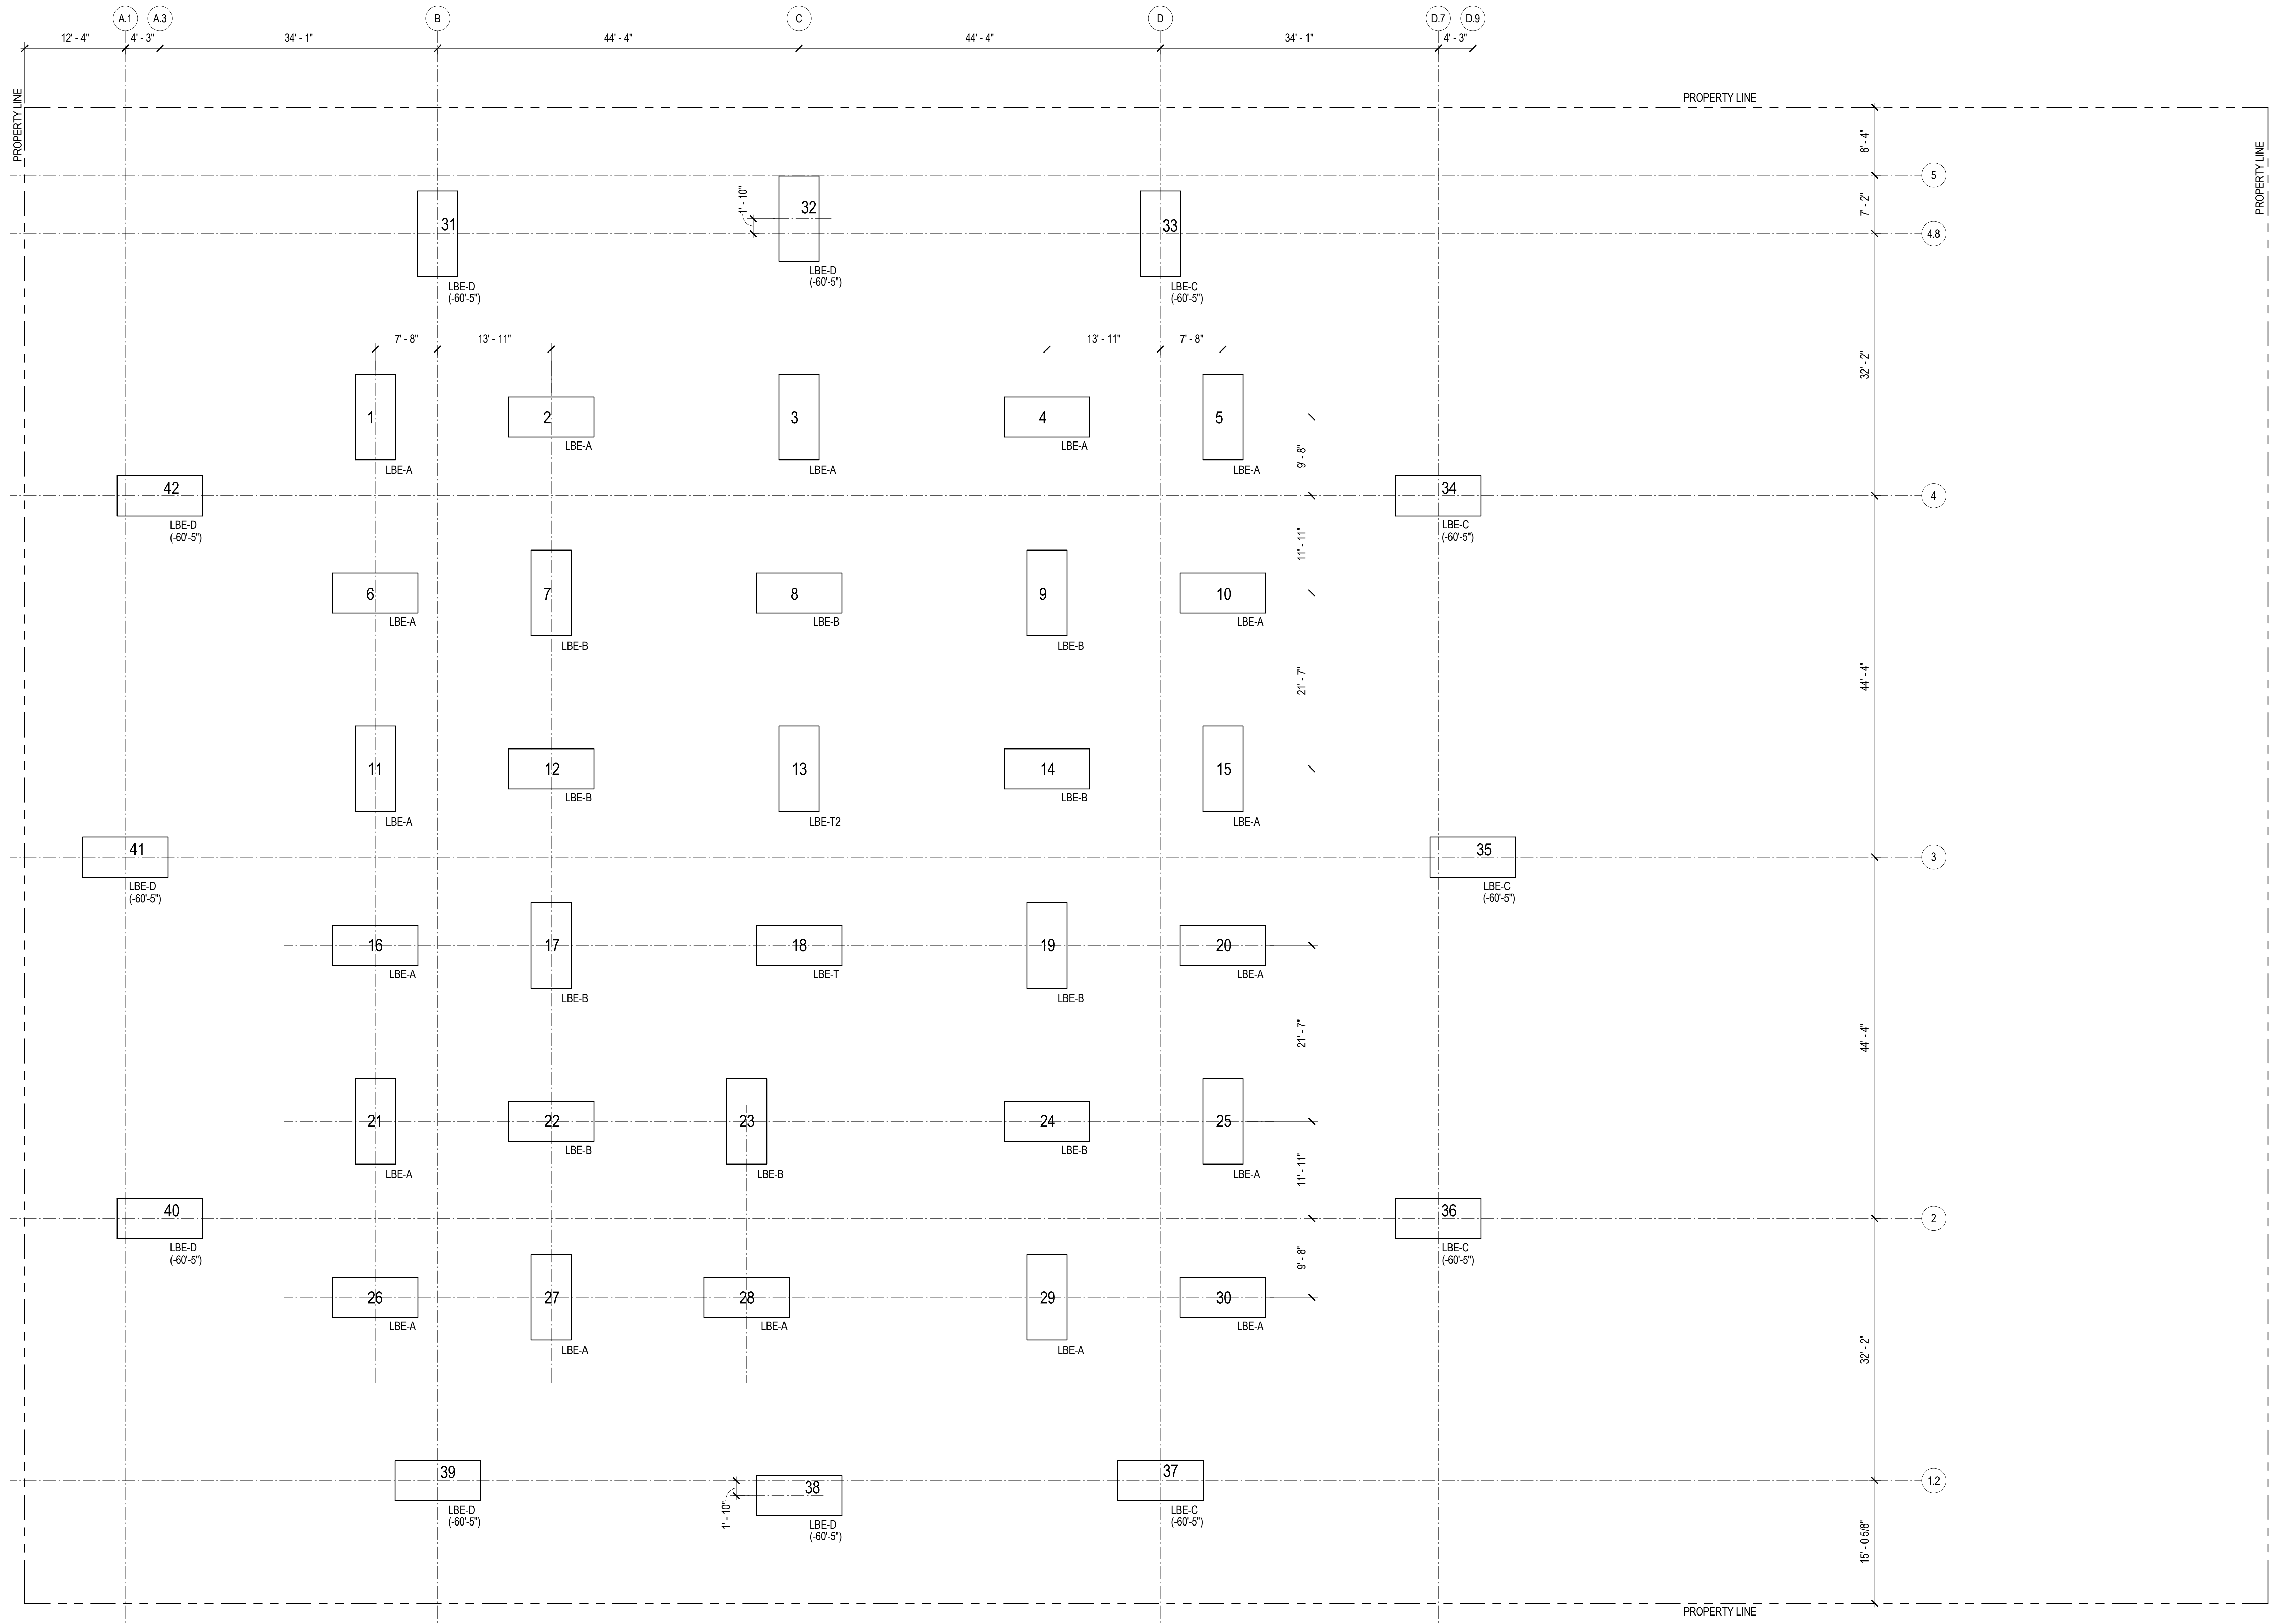 A.1 A.3 B C D D.7 D.9
12' - 4" 4' - 3" 34' - 1" 44' - 4" 44' - 4" 34' - 1" 4' - 3"
PROPERTY LINE
PROPERTY LINE
PROPERTY LINE
8' - 4"
5
7' - 2"
4.8
31
LBE-D
(-60'-5")
1' - 10"
32
LBE-D
(-60'-5")
33
LBE-C
(-60'-5")
32' - 2"
7' - 8" 13' - 11" 13' - 11" 7' - 8"
1
LBE-A
2
LBE-A
3
LBE-A
4
LBE-A
5
LBE-A
9' - 8"
42
LBE-D
(-60'-5")
34
LBE-C
(-60'-5")
4
11' - 11"
6
LBE-A
7
LBE-B
8
LBE-B
9
LBE-B
10
LBE-A
21' - 7"
44' - 4"
11
LBE-A
12
LBE-B
13
LBE-T2
14
LBE-B
15
LBE-A
41
LBE-D
(-60'-5")
35
LBE-C
(-60'-5")
3
16
LBE-A
17
LBE-B
18
LBE-T
19
LBE-B
20
LBE-A
21' - 7"
44' - 4"
21
LBE-A
22
LBE-B
23
LBE-B
24
LBE-B
25
LBE-A
11' - 11"
40
LBE-D
(-60'-5")
36
LBE-C
(-60'-5")
2
9' - 8"
26
LBE-A
27
LBE-A
28
LBE-A
29
LBE-A
30
LBE-A
32' - 2"
39
LBE-D
(-60'-5")
1' - 10"
38
LBE-D
(-60'-5")
37
LBE-C
(-60'-5")
1.2
15' - 0 5/8"
PROPERTY LINE